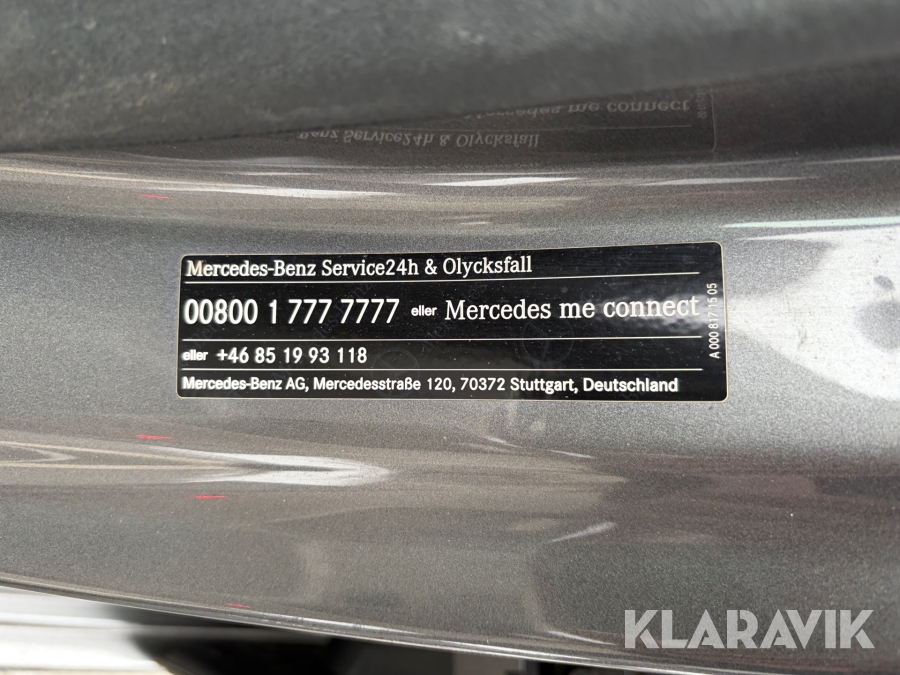 Mercedes-Benz Service24h & Olycksfall
00800 1 777 7777 eller Mercedes me connect
eller +46 85 19 93 118
Mercedes-Benz AG, Mercedesstraße 120, 70372 Stuttgart, Deutschland
A 000 817 15 05
KLARAVIK